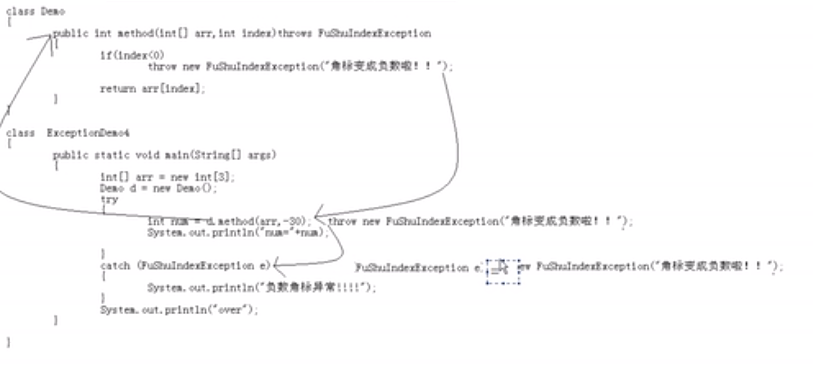 class Demo
{
public int method(int[] arr,int index)throws FuShuIndexException
{
if(index<0)
throw new FuShuIndexException("角标变成负数啦！！");
return arr[index];
}
}
class ExceptionDemo4
{
public static void main(String[] args)
{
int[] arr = new int[3];
Demo d = new Demo();
try
{
int num = d.method(arr,-30); throw new FuShuIndexException("角标变成负数啦！！");
System.out.println("num="+num);
}
catch (FuShuIndexException e) FuShuIndexException e = ew FuShuIndexException("角标变成负数啦！！");
{
System.out.println("负数角标异常!!!!");
}
System.out.println("over");
}
}